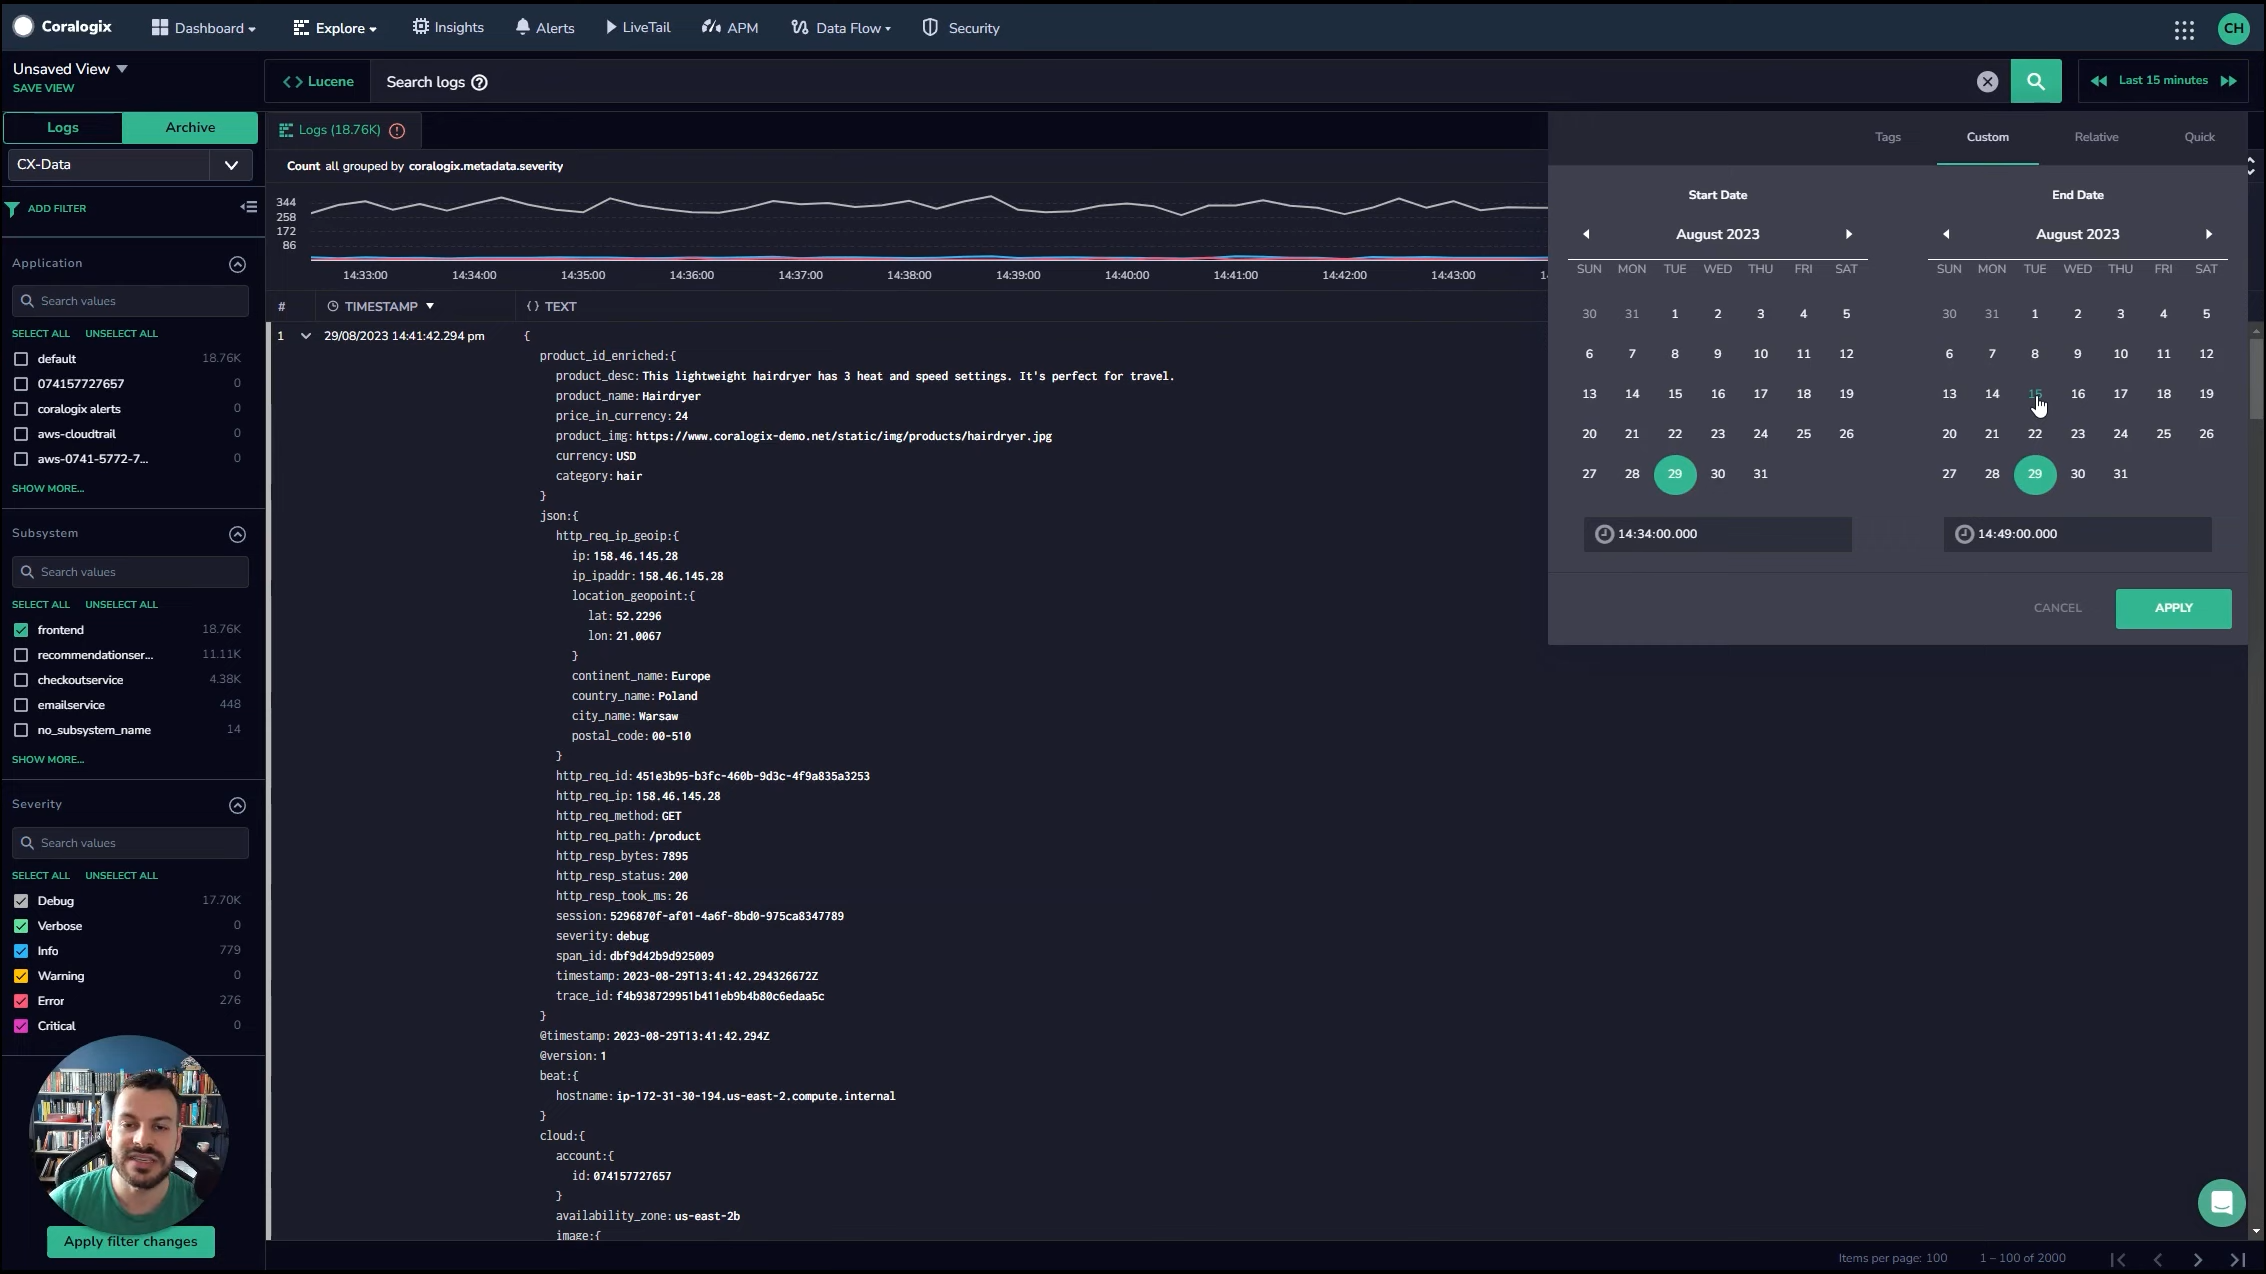 Coralogix Dashboard Explore Insights Alerts LiveTail APM Data Flow Security CH
Unsaved View
SAVE VIEW
Lucene Search logs Last 15 minutes
Logs Archive
CX-Data
ADD FILTER
Application
Search values
SELECT ALL UNSELECT ALL
default 18.76K
074157727657 0
coralogix alerts 0
aws-cloudtrail 0
aws-0741-5772-7... 0
SHOW MORE...
Subsystem
Search values
SELECT ALL UNSELECT ALL
frontend 18.76K
recommendationser... 11.11K
checkoutservice 4.38K
emailservice 448
no_subsystem_name 14
SHOW MORE...
Severity
Search values
SELECT ALL UNSELECT ALL
Debug 17.70K
Verbose 0
Info 779
Warning 0
Error 276
Critical 0
Apply filter changes
Logs (18.76K)
Count all grouped by coralogix.metadata.severity
344
258
172
86
14:33:00 14:34:00 14:35:00 14:36:00 14:37:00 14:38:00 14:39:00 14:40:00 14:41:00 14:42:00 14:43:00
# TIMESTAMP {} TEXT
1 29/08/2023 14:41:42.294 pm {
product_id_enriched:{
product_desc: This lightweight hairdryer has 3 heat and speed settings. It's perfect for travel.
product_name: Hairdryer
price_in_currency: 24
product_img: https://www.coralogix-demo.net/static/img/products/hairdryer.jpg
currency: USD
category: hair
}
json:{
http_req_ip_geoip:{
ip: 158.46.145.28
ip_ipaddr: 158.46.145.28
location_geopoint:{
lat: 52.2296
lon: 21.0067
}
continent_name: Europe
country_name: Poland
city_name: Warsaw
postal_code: 00-510
}
http_req_id: 451e3b95-b3fc-460b-9d3c-4f9a835a3253
http_req_ip: 158.46.145.28
http_req_method: GET
http_req_path: /product
http_resp_bytes: 7895
http_resp_status: 200
http_resp_took_ms: 26
session: 5296870f-af01-4a6f-8bd0-975ca8347789
severity: debug
span_id: dbf9d42b9d925009
timestamp: 2023-08-29T13:41:42.294326672Z
trace_id: f4b938729951b411eb9b4b80c6edaa5c
}
@timestamp: 2023-08-29T13:41:42.294Z
@version: 1
beat:{
hostname: ip-172-31-30-194.us-east-2.compute.internal
}
cloud:{
account:{
id: 074157727657
}
availability_zone: us-east-2b
image:{
Tags Custom Relative Quick
Start Date
August 2023
SUN MON TUE WED THU FRI SAT
30 31 1 2 3 4 5
6 7 8 9 10 11 12
13 14 15 16 17 18 19
20 21 22 23 24 25 26
27 28 29 30 31
14:34:00.000
End Date
August 2023
SUN MON TUE WED THU FRI SAT
30 31 1 2 3 4 5
6 7 8 9 10 11 12
13 14 15 16 17 18 19
20 21 22 23 24 25 26
27 28 29 30 31
14:49:00.000
CANCEL APPLY
Items per page: 100 1 – 100 of 2000